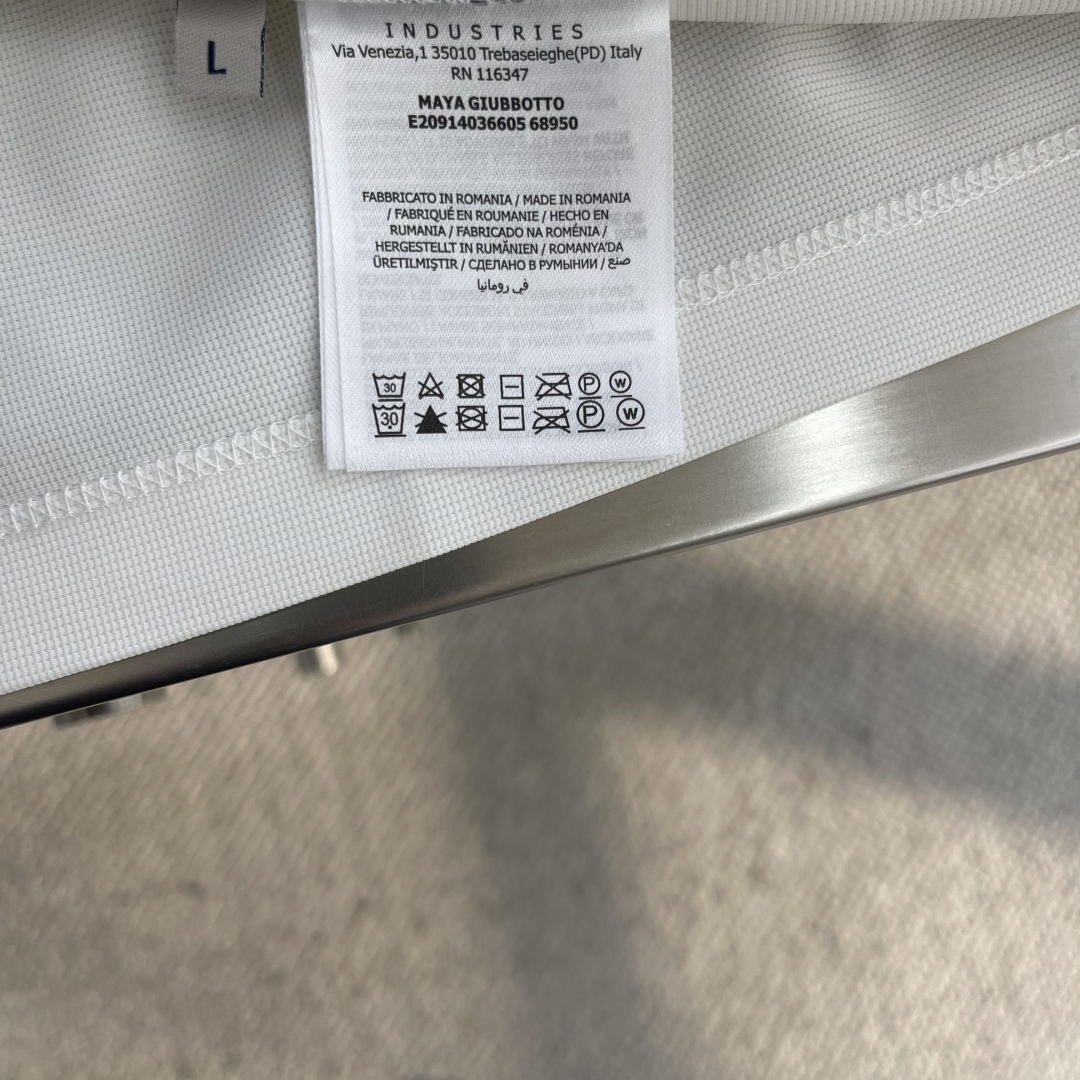 L
INDUSTRIES
Via Venezia,1 35010 Trebaseieghe(PD) Italy
RN 116347
MAYA GIUBBOTTO
E20914036605 68950
FABBRICATO IN ROMANIA / MADE IN ROMANIA
/ FABRIQUÉ EN ROUMANIE / HECHO EN
RUMANIA / FABRICADO NA ROMÉNIA /
HERGESTELLT IN RUMÄNIEN / ROMANYA'DA
ÜRETILMIŞTIR / СДЕЛАНО В РУМЫНИИ / صنع
في رومانيا
30 P W
30 P W